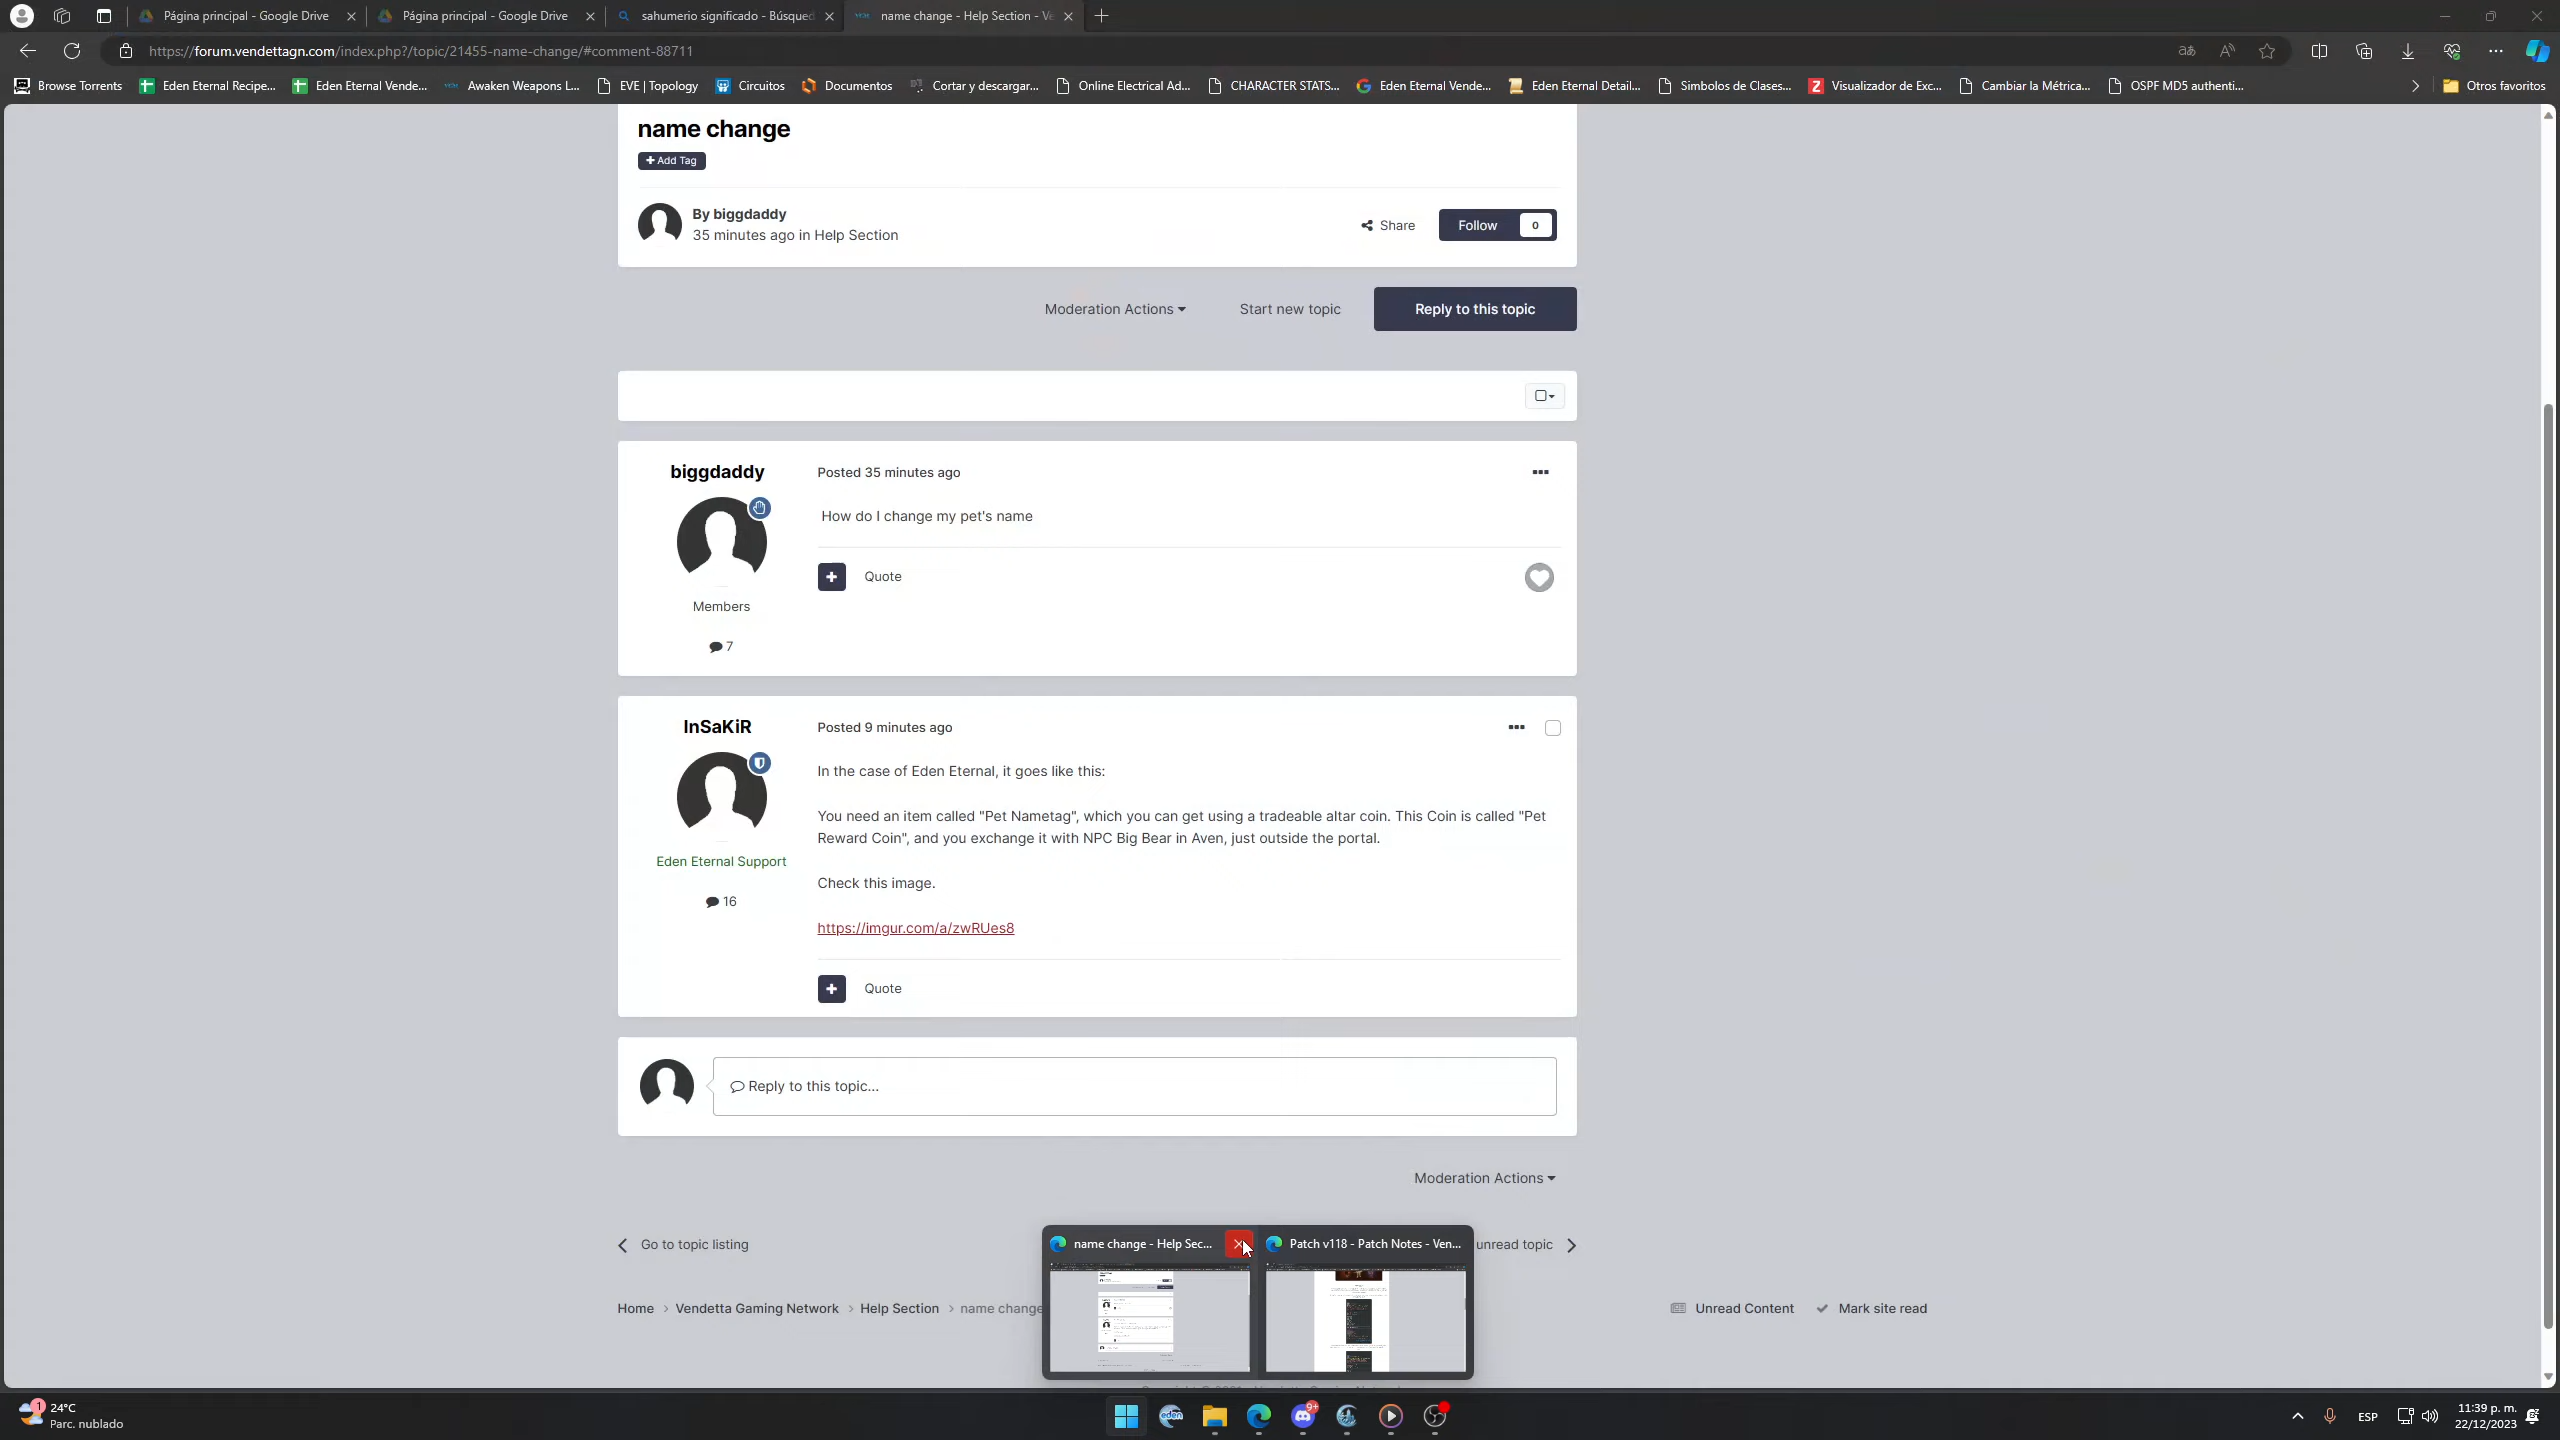 Página principal - Google Drive
Página principal - Google Drive
sahumerio significado - Búsqued
name change - Help Section - Ve
https://forum.vendettagn.com/index.php?/topic/21455-name-change/#comment-88711
Browse Torrents
Eden Eternal Recipe...
Eden Eternal Vende...
Awaken Weapons L...
EVE | Topology
Circuitos
Documentos
Cortar y descargar...
Online Electrical Ad...
CHARACTER STATS...
Eden Eternal Vende...
Eden Eternal Detail...
Simbolos de Clases...
Visualizador de Exc...
Cambiar la Métrica...
OSPF MD5 authenti...
Otros favoritos
name change
+ Add Tag
By biggdaddy
35 minutes ago in Help Section
Share
Follow 0
Moderation Actions
Start new topic
Reply to this topic
biggdaddy
Posted 35 minutes ago
How do I change my pet's name
Quote
Members
7
InSaKiR
Posted 9 minutes ago
In the case of Eden Eternal, it goes like this:
You need an item called "Pet Nametag", which you can get using a tradeable altar coin. This Coin is called "Pet
Reward Coin", and you exchange it with NPC Big Bear in Aven, just outside the portal.
Eden Eternal Support
Check this image.
16
https://imgur.com/a/zwRUes8
Quote
Reply to this topic...
Moderation Actions
Go to topic listing
name change - Help Sec...
Patch v118 - Patch Notes - Ven...
unread topic
Home > Vendetta Gaming Network > Help Section > name change
Unread Content
Mark site read
1
24°C
Parc. nublado
eden
9+
ESP
11:39 p. m.
22/12/2023